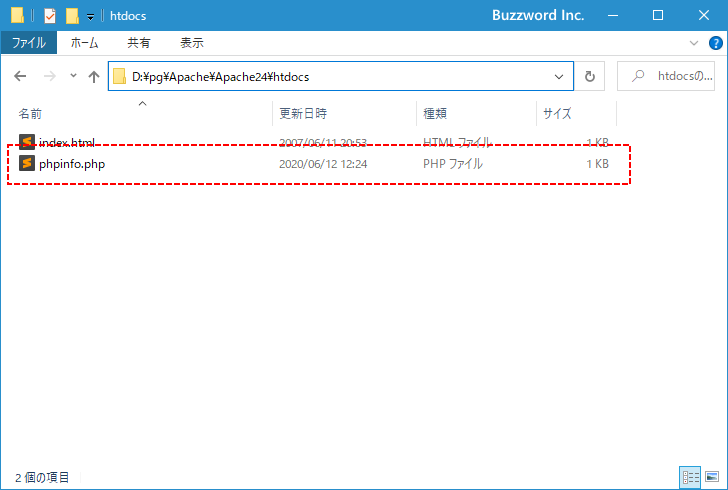 htdocs Buzzword Inc.
ファイル ホーム 共有 表示
D:¥pg¥Apache¥Apache24¥htdocs htdocsの...
名前 更新日時 種類 サイズ
index.html 2007/06/11 20:53 HTML ファイル 1 KB
phpinfo.php 2020/06/12 12:24 PHP ファイル 1 KB
2 個の項目